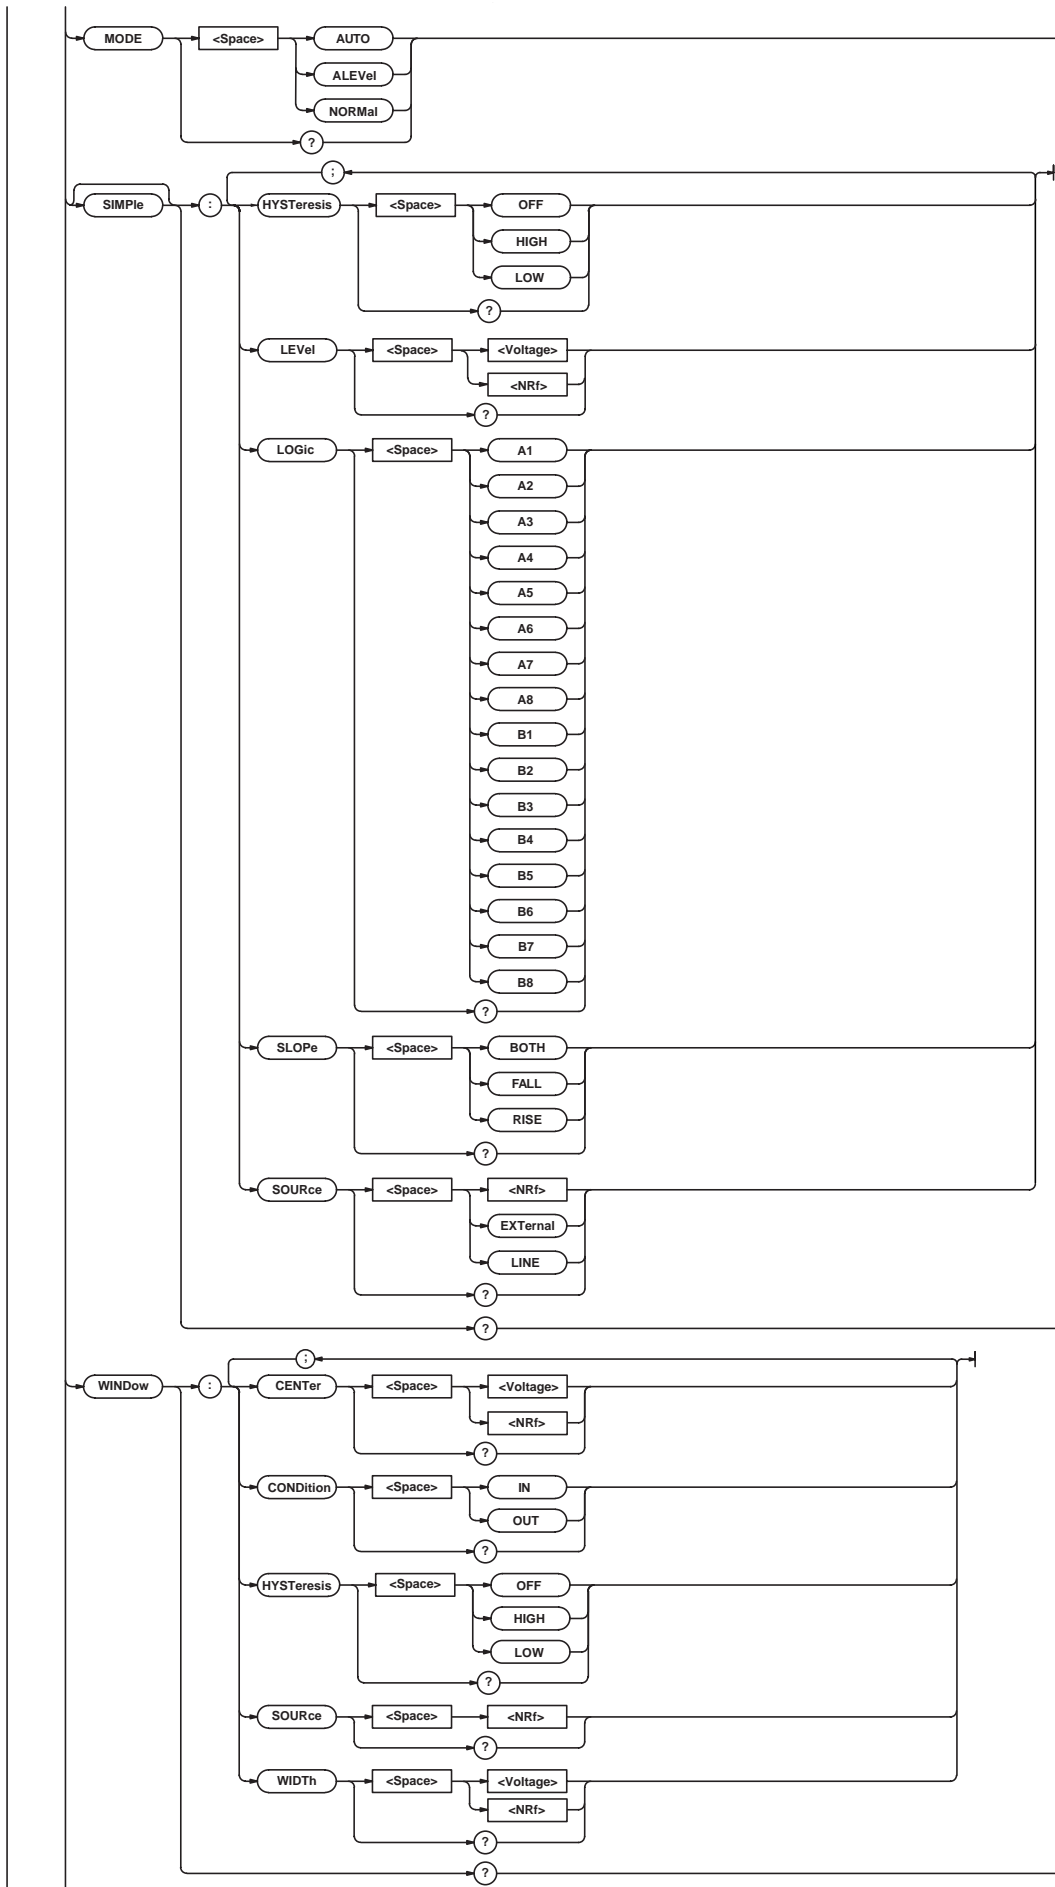 MODE <Space> AUTO
ALEVel
NORMal
?
;
SIMPle : HYSTeresis <Space> OFF
HIGH
LOW
?
LEVel <Space> <Voltage>
<NRf>
?
LOGic <Space> A1
A2
A3
A4
A5
A6
A7
A8
B1
B2
B3
B4
B5
B6
B7
B8
?
SLOPe <Space> BOTH
FALL
RISE
?
SOURce <Space> <NRf>
EXTernal
LINE
?
?
;
WINDow : CENTer <Space> <Voltage>
<NRf>
?
CONDition <Space> IN
OUT
?
HYSTeresis <Space> OFF
HIGH
LOW
?
SOURce <Space> <NRf>
?
WIDTh <Space> <Voltage>
<NRf>
?
?